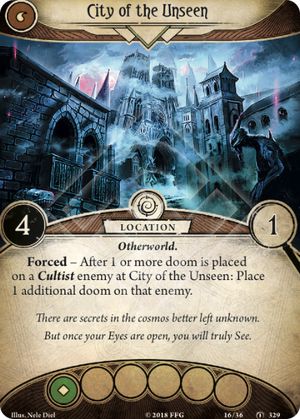 City of the Unseen
4
LOCATION
1
Otherworld.
Forced – After 1 or more doom is placed
on a Cultist enemy at City of the Unseen: Place
1 additional doom on that enemy.
There are secrets in the cosmos better left unknown.
But once your Eyes are open, you will truly See.
Illus. Nele Diel
© 2018 FFG
16/36
329